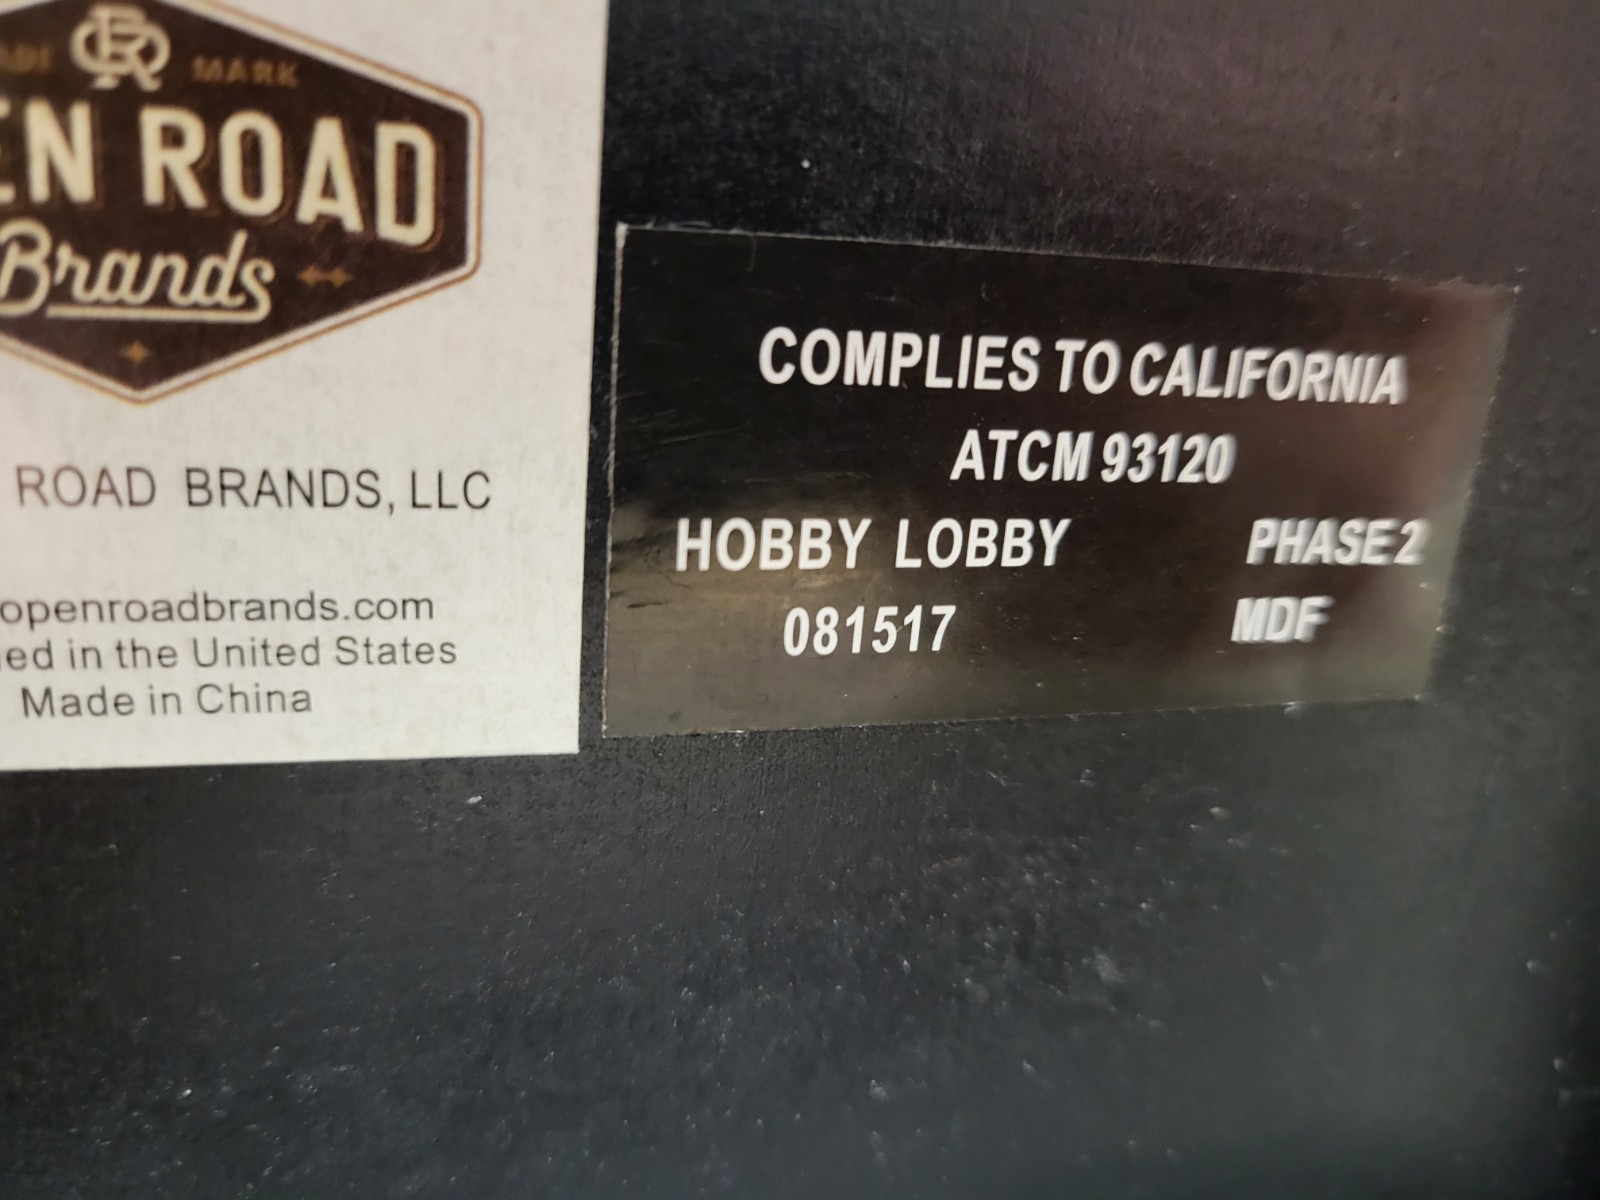 MARK
EN ROAD
Brands
ROAD BRANDS, LLC
openroadbrands.com
ed in the United States
Made in China
COMPLIES TO CALIFORNIA
ATCM 93120
HOBBY LOBBY PHASE 2
081517 MDF